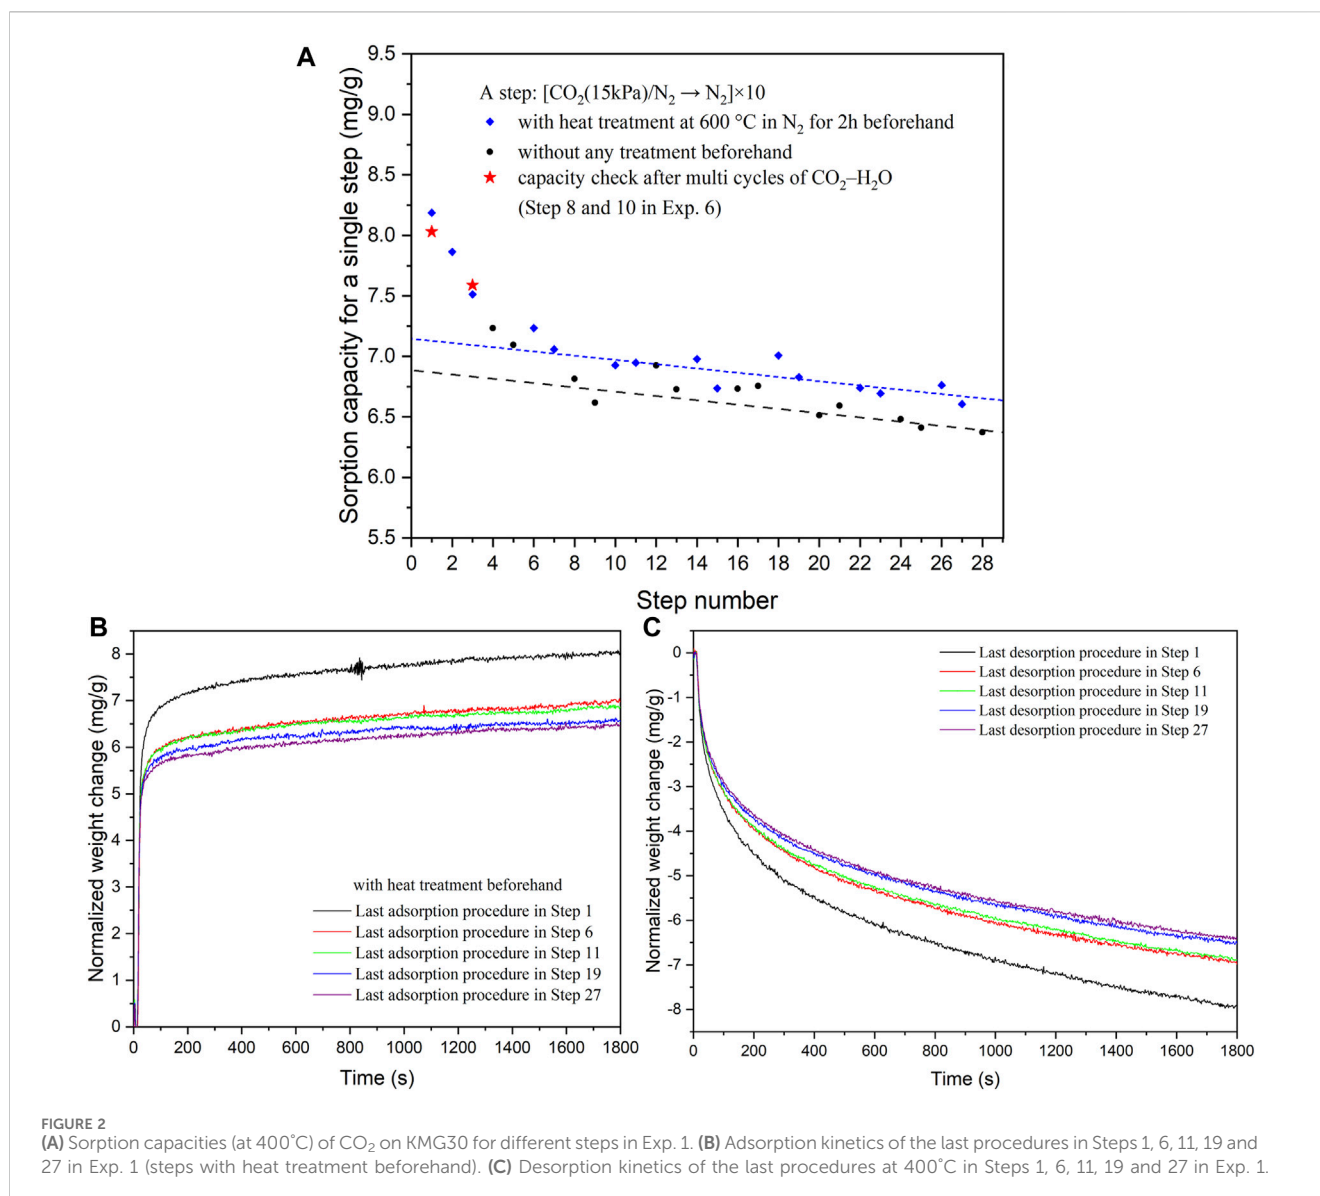 A
9.5
9.0
8.5
8.0
7.5
7.0
6.5
6.0
5.5
Sorption capacity for a single step (mg/g)
A step: [CO₂(15kPa)/N₂ → N₂]×10
with heat treatment at 600 °C in N₂ for 2h beforehand
without any treatment beforehand
capacity check after multi cycles of CO₂–H₂O
(Step 8 and 10 in Exp. 6)
0 2 4 6 8 10 12 14 16 18 20 22 24 26 28
Step number
B
8
7
6
5
4
3
2
1
0
Normalized weight change (mg/g)
with heat treatment beforehand
Last adsorption procedure in Step 1
Last adsorption procedure in Step 6
Last adsorption procedure in Step 11
Last adsorption procedure in Step 19
Last adsorption procedure in Step 27
0 200 400 600 800 1000 1200 1400 1600 1800
Time (s)
C
0
-1
-2
-3
-4
-5
-6
-7
-8
Normalized weight change (mg/g)
Last desorption procedure in Step 1
Last desorption procedure in Step 6
Last desorption procedure in Step 11
Last desorption procedure in Step 19
Last desorption procedure in Step 27
0 200 400 600 800 1000 1200 1400 1600 1800
Time (s)
FIGURE 2
(A) Sorption capacities (at 400°C) of CO₂ on KMG30 for different steps in Exp. 1. (B) Adsorption kinetics of the last procedures in Steps 1, 6, 11, 19 and
27 in Exp. 1 (steps with heat treatment beforehand). (C) Desorption kinetics of the last procedures at 400°C in Steps 1, 6, 11, 19 and 27 in Exp. 1.